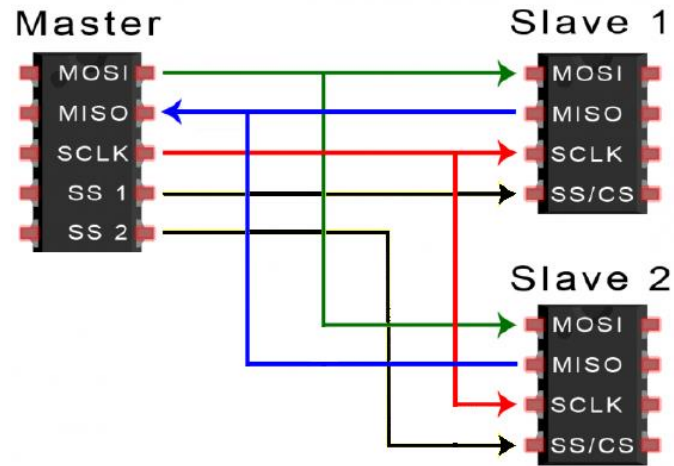 Master
MOSI
MISO
SCLK
SS 1
SS 2
Slave 1
MOSI
MISO
SCLK
SS/CS
Slave 2
MOSI
MISO
SCLK
SS/CS